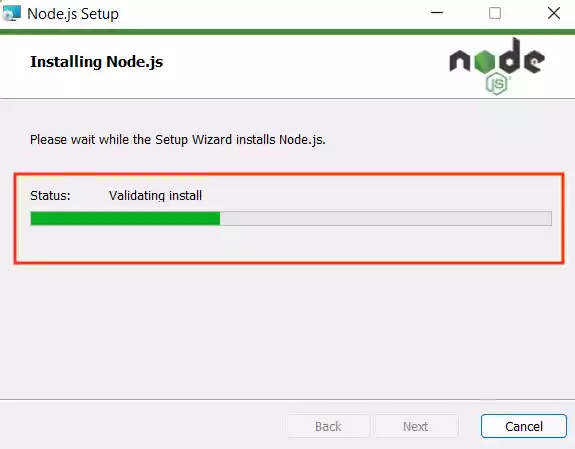 Node.js Setup
Installing Node.js
node
JS
Please wait while the Setup Wizard installs Node.js.
Status: Validating install
Back Next Cancel